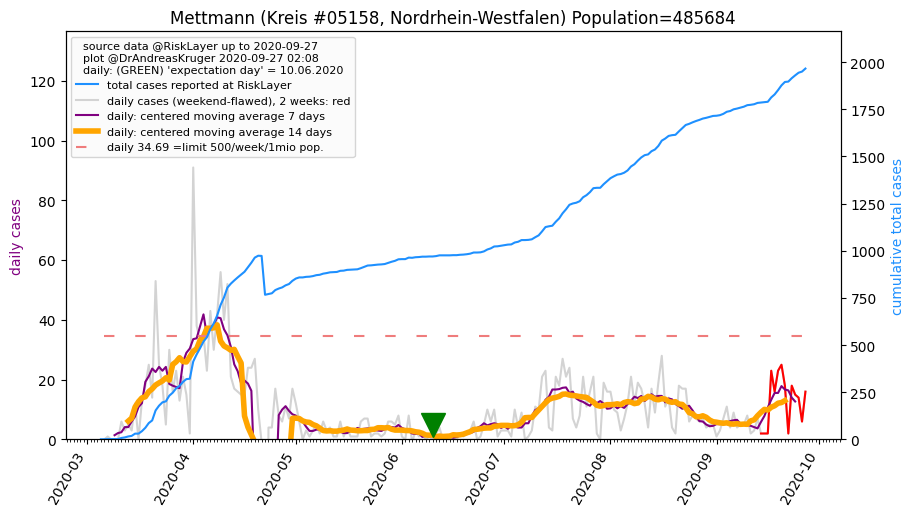 Mettmann (Kreis #05158, Nordrhein-Westfalen) Population=485684
source data @RiskLayer up to 2020-09-27
plot @DrAndreasKruger 2020-09-27 02:08
daily: (GREEN) 'expectation day' = 10.06.2020
total cases reported at RiskLayer
daily cases (weekend-flawed), 2 weeks: red
daily: centered moving average 7 days
daily: centered moving average 14 days
daily 34.69 =limit 500/week/1mio pop.
daily cases
120
100
80
60
40
20
0
cumulative total cases
2000
1750
1500
1250
1000
750
500
250
0
2020-03
2020-04
2020-05
2020-06
2020-07
2020-08
2020-09
2020-10